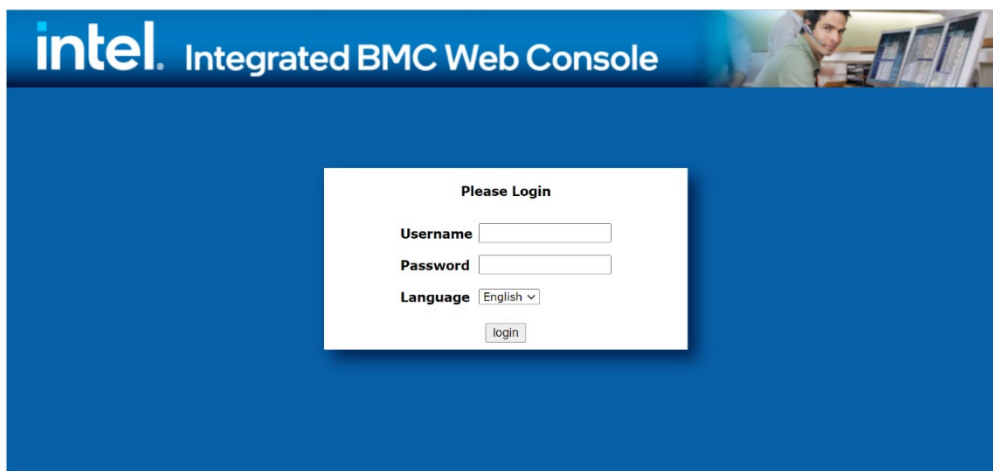 intel. Integrated BMC Web Console
Please Login
Username
Password
Language English
login